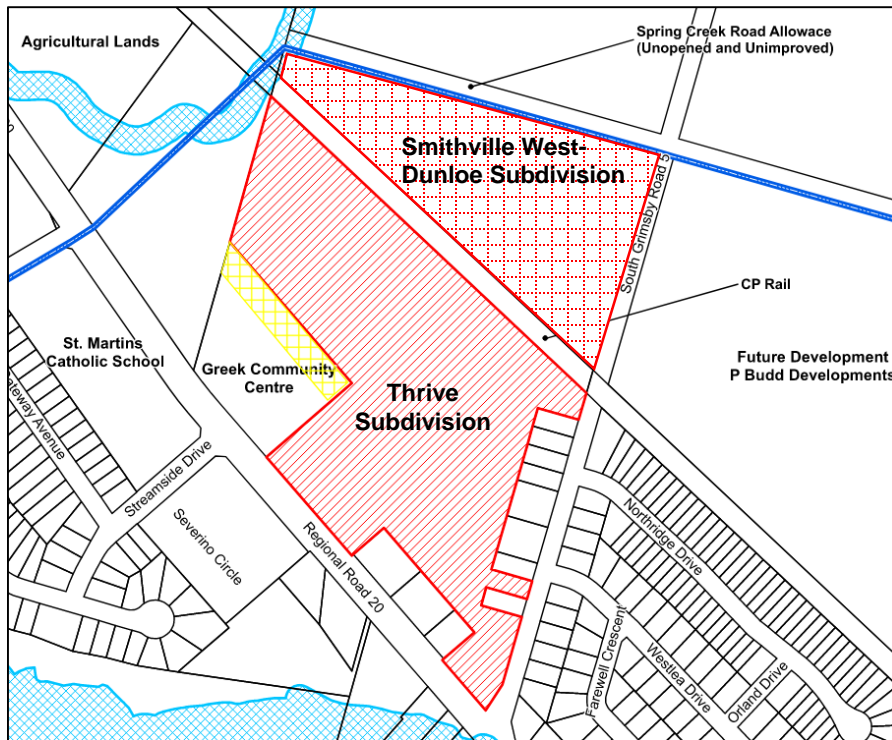 Agricultural Lands
Spring Creek Road Allowace
(Unopened and Unimproved)
Smithville West-
Dunloe Subdivision
South Grimsby Road 5
CP Rail
St. Martins
Catholic School
Greek Community
Centre
Future Development
P Budd Developments
Thrive
Subdivision
Gateway Avenue
Streamside Drive
Severino Circle
Regional Road 20
Northridge Drive
Farewell Crescent
Westlea Drive
Orland Drive